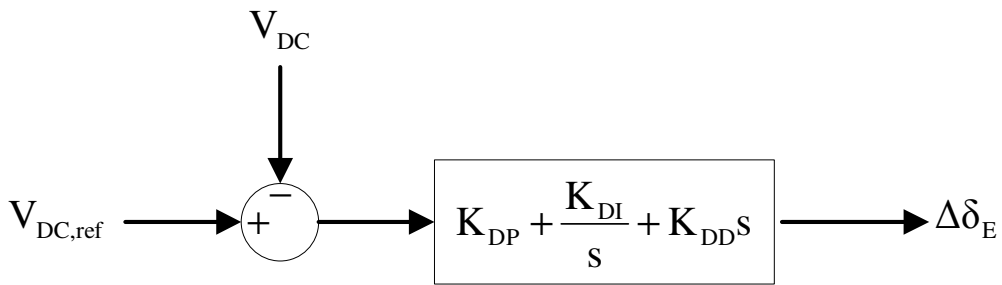 V_DC
−
V_DC,ref
+
K_DP + K_DI/s + K_DD s
Δδ_E